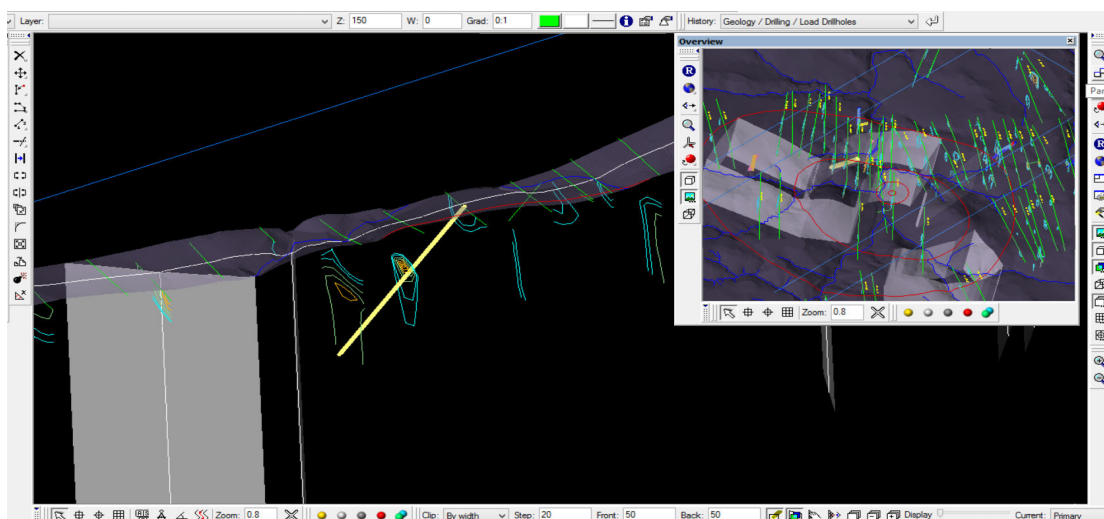 Layer: Z: 150 W: 0 Grad: 0:1 History: Geology / Drilling / Load Drillholes
Overview
Par
Zoom: 0.8
Zoom: 0.8 Clip: By width Step: 20 Front: 50 Back: 50 Display Current: Primary